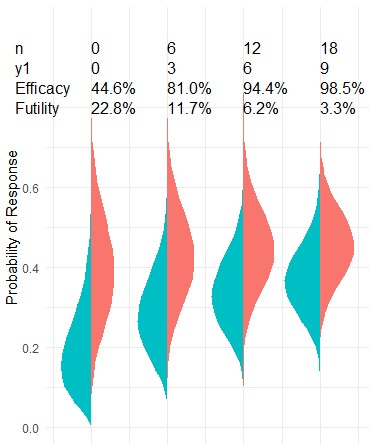 n 0 6 12 18
y1 0 3 6 9
Efficacy 44.6% 81.0% 94.4% 98.5%
Futility 22.8% 11.7% 6.2% 3.3%
Probability of Response
0.6
0.4
0.2
0.0